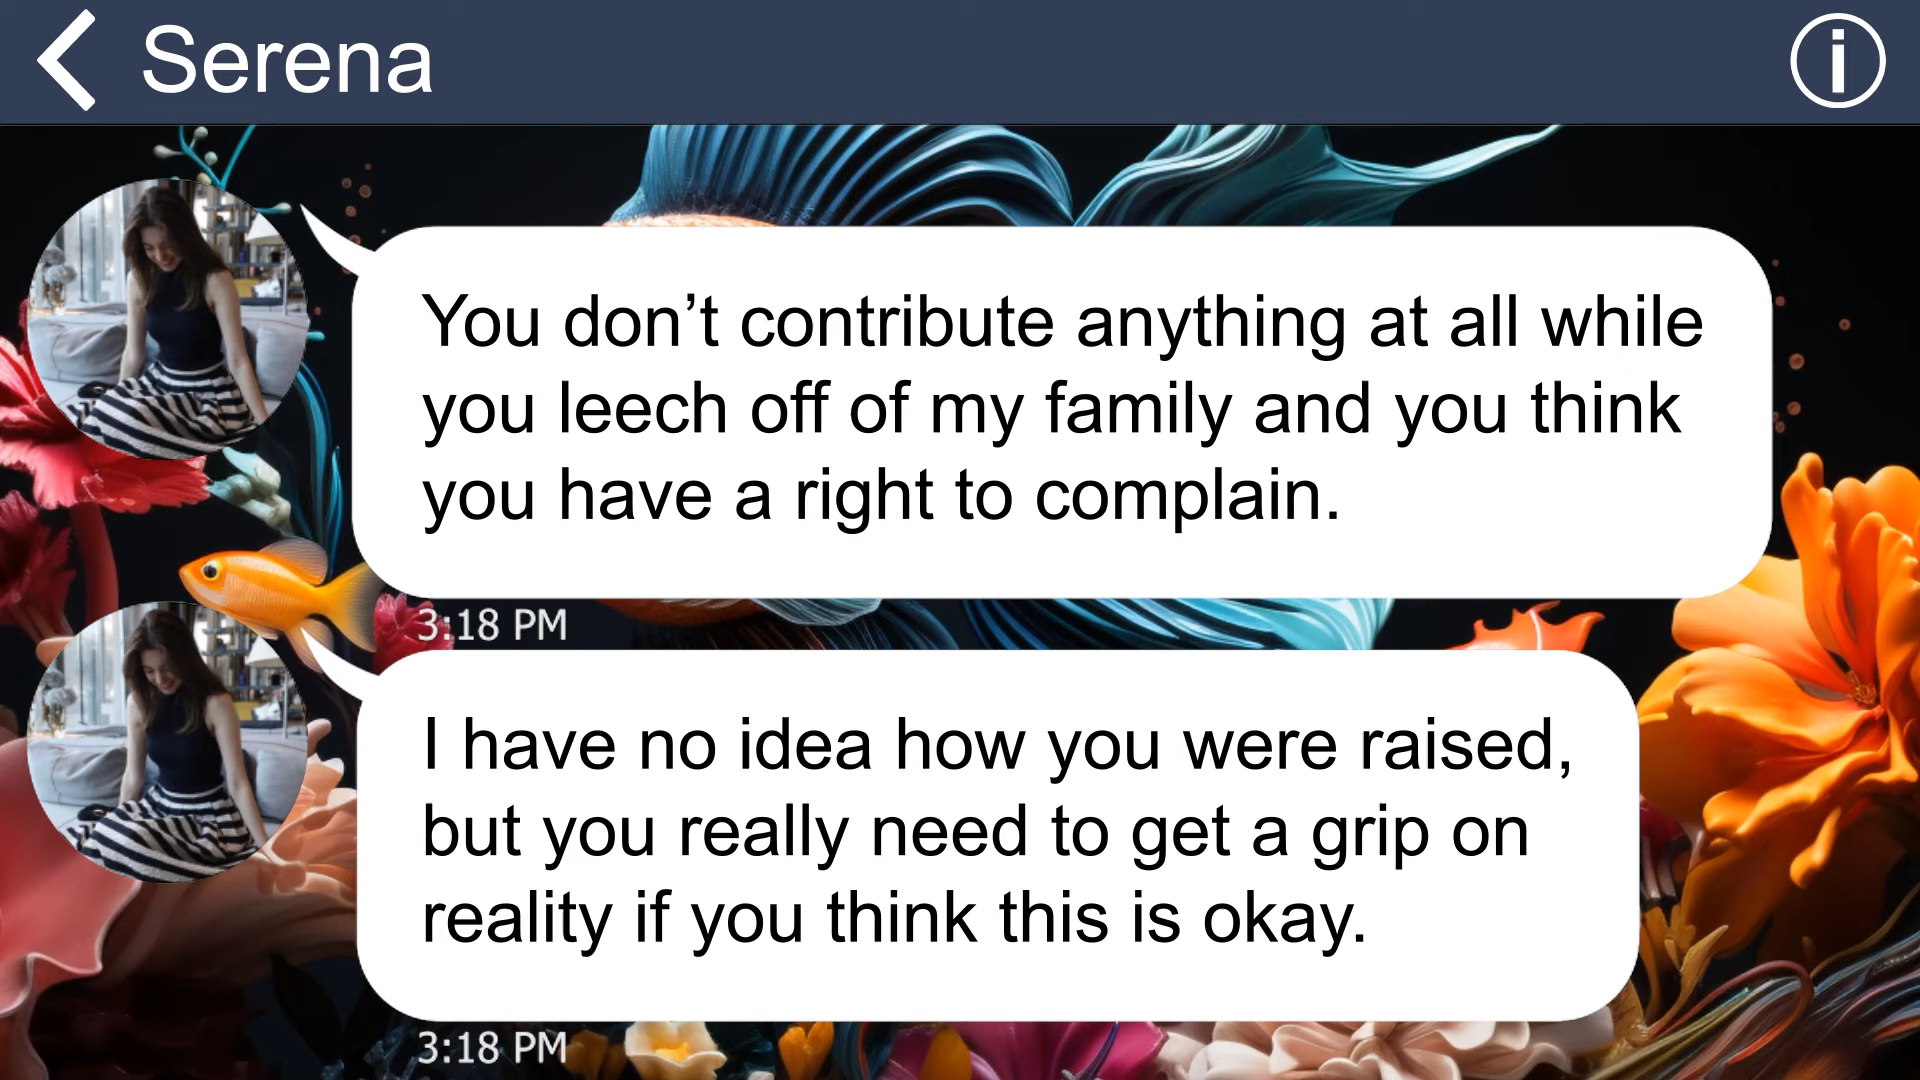 Serena
You don’t contribute anything at all while
you leech off of my family and you think
you have a right to complain.
3:18 PM
I have no idea how you were raised,
but you really need to get a grip on
reality if you think this is okay.
3:18 PM